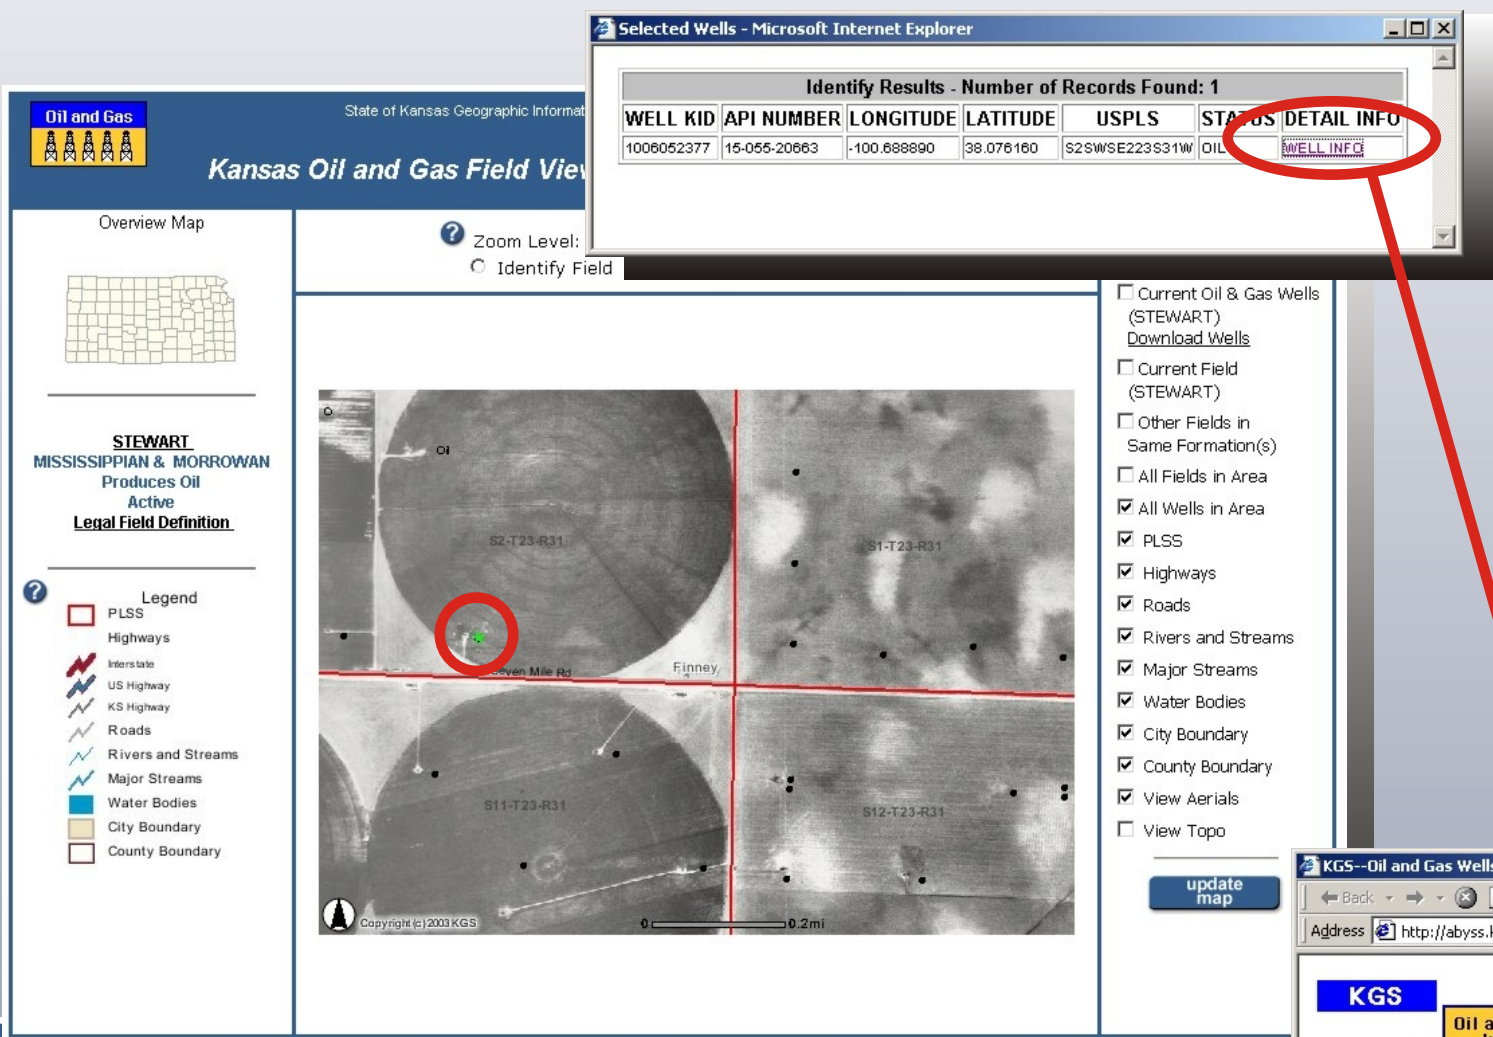 Selected Wells - Microsoft Internet Explorer
Identify Results - Number of Records Found: 1
WELL KID API NUMBER LONGITUDE LATITUDE USPLS STATUS DETAIL INFO
1006052377 15-055-20663 -100.688890 38.076160 S2SWSE223S31W OIL WELL INFO
Oil and Gas
State of Kansas Geographic Informat
Kansas Oil and Gas Field View
Overview Map
Zoom Level:
Identify Field
STEWART
MISSISSIPPIAN & MORROWAN
Produces Oil
Active
Legal Field Definition
Legend
PLSS
Highways
Interstate
US Highway
KS Highway
Roads
Rivers and Streams
Major Streams
Water Bodies
City Boundary
County Boundary
Oil
S2-T23-R31
S1-T23-R31
Seven Mile Rd
Finney
S11-T23-R31
S12-T23-R31
Copyright (c) 2003 KGS
0 0.2mi
Current Oil & Gas Wells
(STEWART)
Download Wells
Current Field
(STEWART)
Other Fields in
Same Formation(s)
All Fields in Area
All Wells in Area
PLSS
Highways
Roads
Rivers and Streams
Major Streams
Water Bodies
City Boundary
County Boundary
View Aerials
View Topo
update
map
KGS--Oil and Gas Wells
Back
Address http://abyss.k
KGS
Oil a